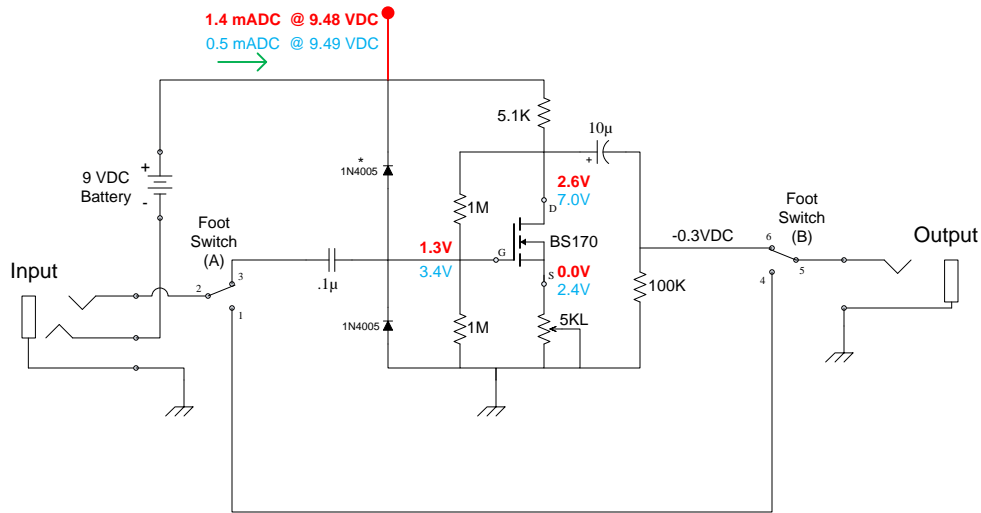 1.4 mADC @ 9.48 VDC
0.5 mADC @ 9.49 VDC
5.1K
10µ
+
*
1N4005
+
9 VDC
Battery
-
1M
2.6V
7.0V
D
Foot
Switch
(A)
1.3V
3.4V
G
BS170
-0.3VDC
Foot
Switch
(B)
6
5
4
Output
Input
3
2
1
.1µ
0.0V
2.4V
S
100K
1N4005
1M
5KL